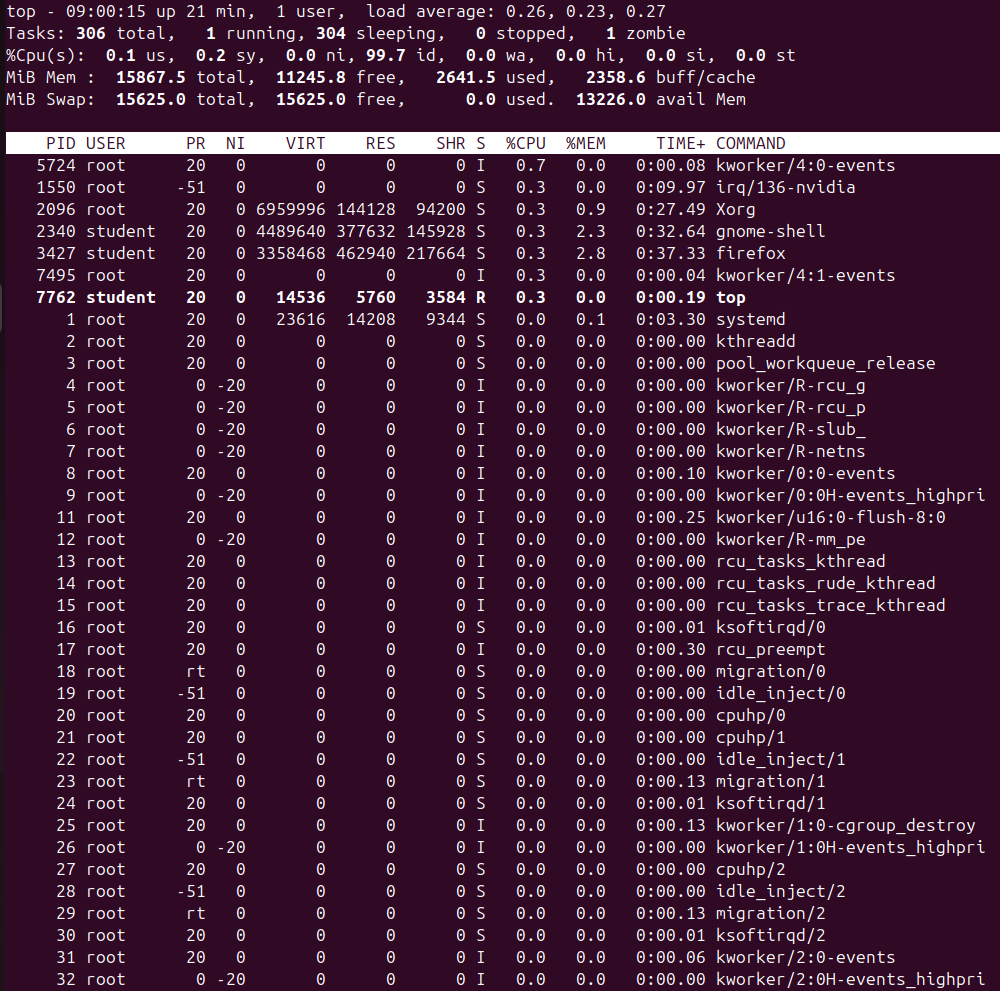 top - 09:00:15 up 21 min,  1 user,  load average: 0.26, 0.23, 0.27
Tasks: 306 total,   1 running, 304 sleeping,   0 stopped,   1 zombie
%Cpu(s):  0.1 us,  0.2 sy,  0.0 ni, 99.7 id,  0.0 wa,  0.0 hi,  0.0 si,  0.0 st
MiB Mem :  15867.5 total,  11245.8 free,   2641.5 used,   2358.6 buff/cache
MiB Swap:  15625.0 total,  15625.0 free,      0.0 used.  13226.0 avail Mem
    PID USER      PR  NI    VIRT    RES    SHR S  %CPU  %MEM     TIME+ COMMAND
   5724 root      20   0       0      0      0 I   0.7   0.0   0:00.08 kworker/4:0-events
   1550 root     -51   0       0      0      0 S   0.3   0.0   0:09.97 irq/136-nvidia
   2096 root      20   0 6959996 144128  94200 S   0.3   0.9   0:27.49 Xorg
   2340 student   20   0 4489640 377632 145928 S   0.3   2.3   0:32.64 gnome-shell
   3427 student   20   0 3358468 462940 217664 S   0.3   2.8   0:37.33 firefox
   7495 root      20   0       0      0      0 I   0.3   0.0   0:00.04 kworker/4:1-events
   7762 student   20   0   14536   5760   3584 R   0.3   0.0   0:00.19 top
      1 root      20   0   23616  14208   9344 S   0.0   0.1   0:03.30 systemd
      2 root      20   0       0      0      0 S   0.0   0.0   0:00.00 kthreadd
      3 root      20   0       0      0      0 S   0.0   0.0   0:00.00 pool_workqueue_release
      4 root       0 -20       0      0      0 I   0.0   0.0   0:00.00 kworker/R-rcu_g
      5 root       0 -20       0      0      0 I   0.0   0.0   0:00.00 kworker/R-rcu_p
      6 root       0 -20       0      0      0 I   0.0   0.0   0:00.00 kworker/R-slub_
      7 root       0 -20       0      0      0 I   0.0   0.0   0:00.00 kworker/R-netns
      8 root      20   0       0      0      0 I   0.0   0.0   0:00.10 kworker/0:0-events
      9 root       0 -20       0      0      0 I   0.0   0.0   0:00.00 kworker/0:0H-events_highpri
     11 root      20   0       0      0      0 I   0.0   0.0   0:00.25 kworker/u16:0-flush-8:0
     12 root       0 -20       0      0      0 I   0.0   0.0   0:00.00 kworker/R-mm_pe
     13 root      20   0       0      0      0 I   0.0   0.0   0:00.00 rcu_tasks_kthread
     14 root      20   0       0      0      0 I   0.0   0.0   0:00.00 rcu_tasks_rude_kthread
     15 root      20   0       0      0      0 I   0.0   0.0   0:00.00 rcu_tasks_trace_kthread
     16 root      20   0       0      0      0 S   0.0   0.0   0:00.01 ksoftirqd/0
     17 root      20   0       0      0      0 I   0.0   0.0   0:00.30 rcu_preempt
     18 root      rt   0       0      0      0 S   0.0   0.0   0:00.00 migration/0
     19 root     -51   0       0      0      0 S   0.0   0.0   0:00.00 idle_inject/0
     20 root      20   0       0      0      0 S   0.0   0.0   0:00.00 cpuhp/0
     21 root      20   0       0      0      0 S   0.0   0.0   0:00.00 cpuhp/1
     22 root     -51   0       0      0      0 S   0.0   0.0   0:00.00 idle_inject/1
     23 root      rt   0       0      0      0 S   0.0   0.0   0:00.13 migration/1
     24 root      20   0       0      0      0 S   0.0   0.0   0:00.01 ksoftirqd/1
     25 root      20   0       0      0      0 I   0.0   0.0   0:00.13 kworker/1:0-cgroup_destroy
     26 root       0 -20       0      0      0 I   0.0   0.0   0:00.00 kworker/1:0H-events_highpri
     27 root      20   0       0      0      0 S   0.0   0.0   0:00.00 cpuhp/2
     28 root     -51   0       0      0      0 S   0.0   0.0   0:00.00 idle_inject/2
     29 root      rt   0       0      0      0 S   0.0   0.0   0:00.13 migration/2
     30 root      20   0       0      0      0 S   0.0   0.0   0:00.01 ksoftirqd/2
     31 root      20   0       0      0      0 I   0.0   0.0   0:00.06 kworker/2:0-events
     32 root       0 -20       0      0      0 I   0.0   0.0   0:00.00 kworker/2:0H-events_highpri